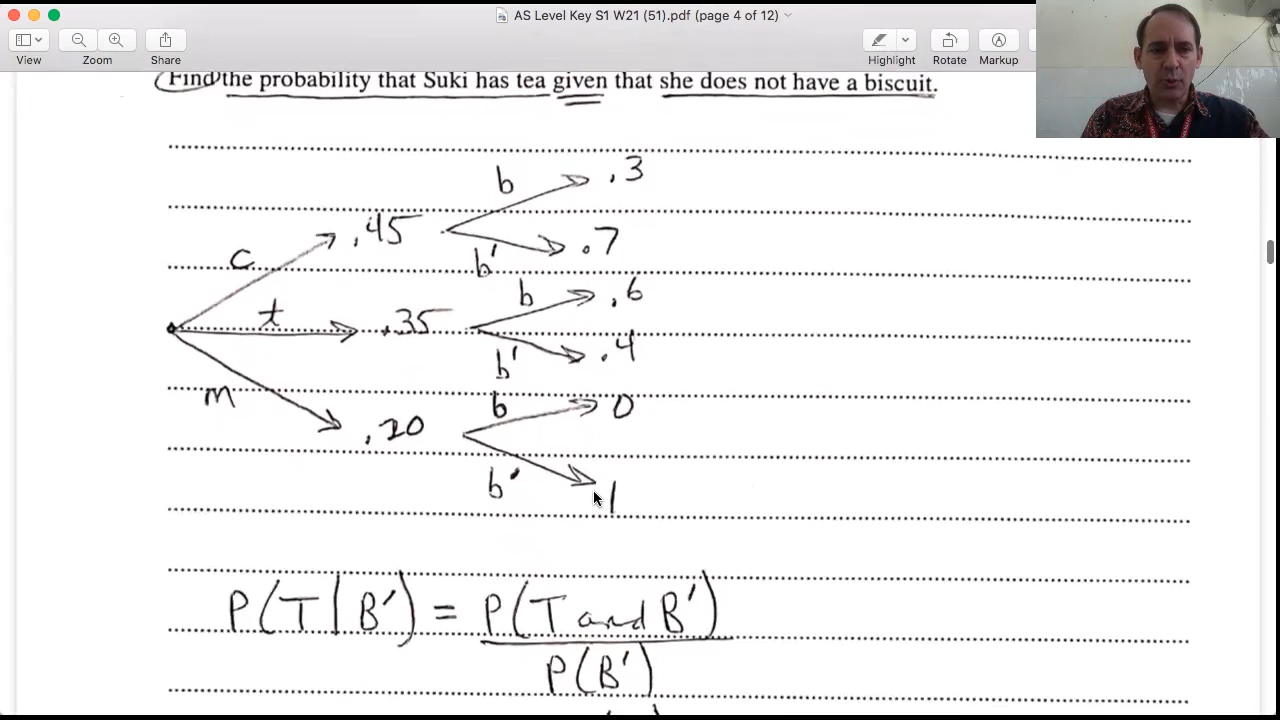 AS Level Key S1 W21 (51).pdf (page 4 of 12)
View Zoom Share Highlight Rotate Markup
Find the probability that Suki has tea given that she does not have a biscuit.
b .3
c .45
b' .7
b .6
t .35
b' .4
b 0
m .20
b' 1
P(T|B') = P(T and B')
P(B')